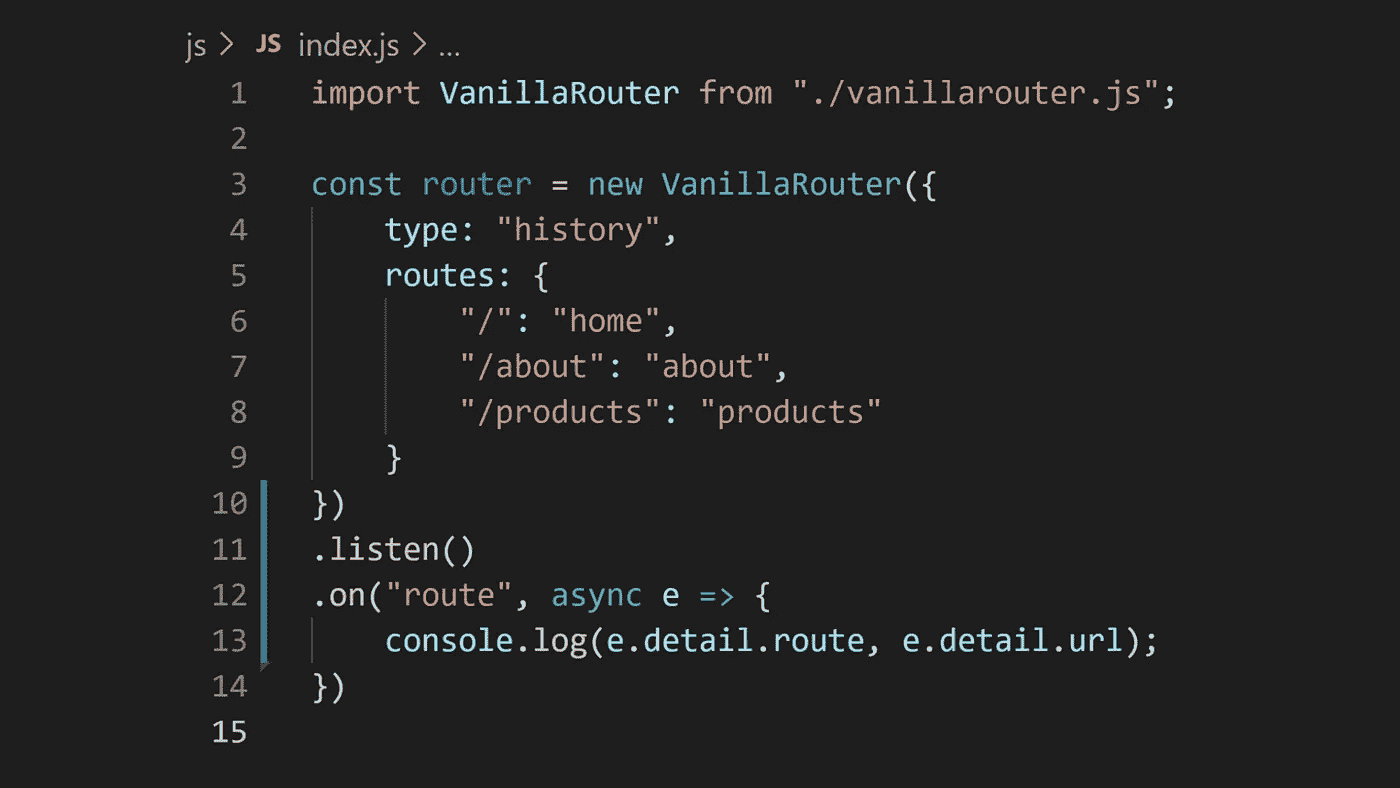 js > JS index.js > ...
1 import VanillaRouter from "./vanillarouter.js";
2
3 const router = new VanillaRouter({
4     type: "history",
5     routes: {
6         "/": "home",
7         "/about": "about",
8         "/products": "products"
9     }
10 })
11 .listen()
12 .on("route", async e => {
13     console.log(e.detail.route, e.detail.url);
14 })
15